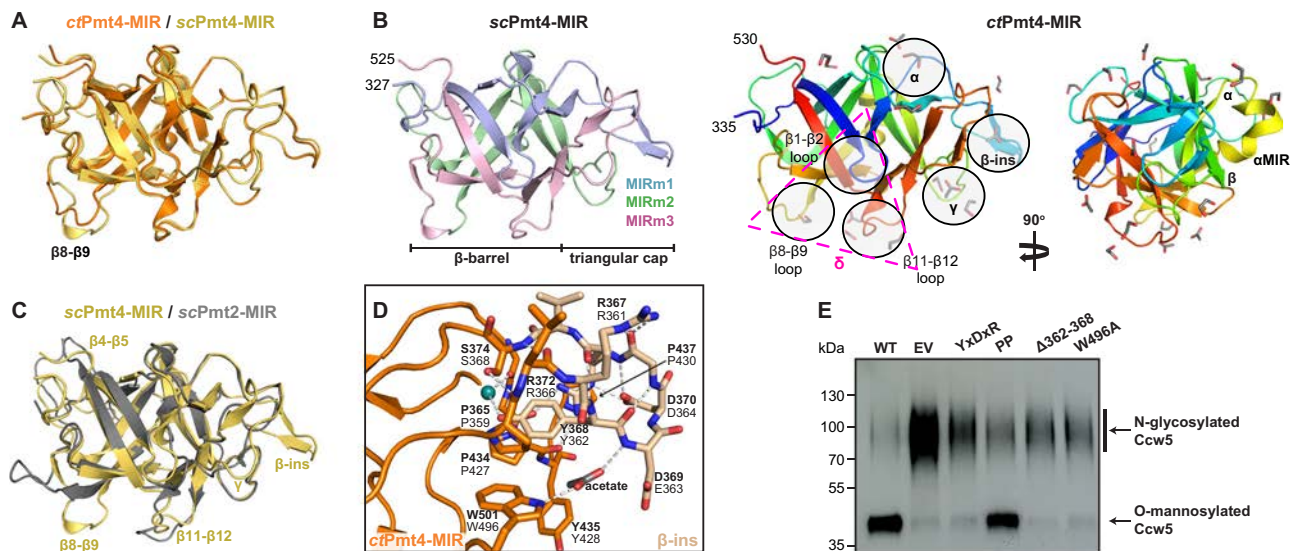 A
ctPmt4-MIR / scPmt4-MIR
β8-β9
B
scPmt4-MIR
525
327
MIRm1
MIRm2
MIRm3
β-barrel
triangular cap
ctPmt4-MIR
530
335
α
β1-β2
loop
β-ins
γ
β8-β9
loop
δ
β11-β12
loop
90°
α
αMIR
β
C
scPmt4-MIR / scPmt2-MIR
β4-β5
β-ins
β8-β9
β11-β12
D
R367
R361
S374
S368
P437
P430
R372
R366
D370
D364
P365
P359
Y368
Y362
P434
P427
acetate
D369
E363
W501
W496
Y435
Y428
ctPmt4-MIR
β-ins
E
kDa
WT
EV
YxDxR
PP
Δ362-368
W496A
130
100
70
55
35
N-glycosylated
Ccw5
O-mannosylated
Ccw5